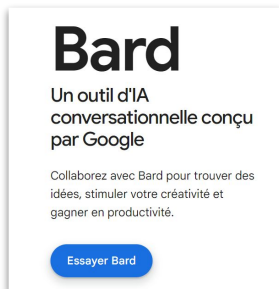 Bard
Un outil d'IA
conversationnelle conçu
par Google
Collaborez avec Bard pour trouver des
idées, stimuler votre créativité et
gagner en productivité.
Essayer Bard